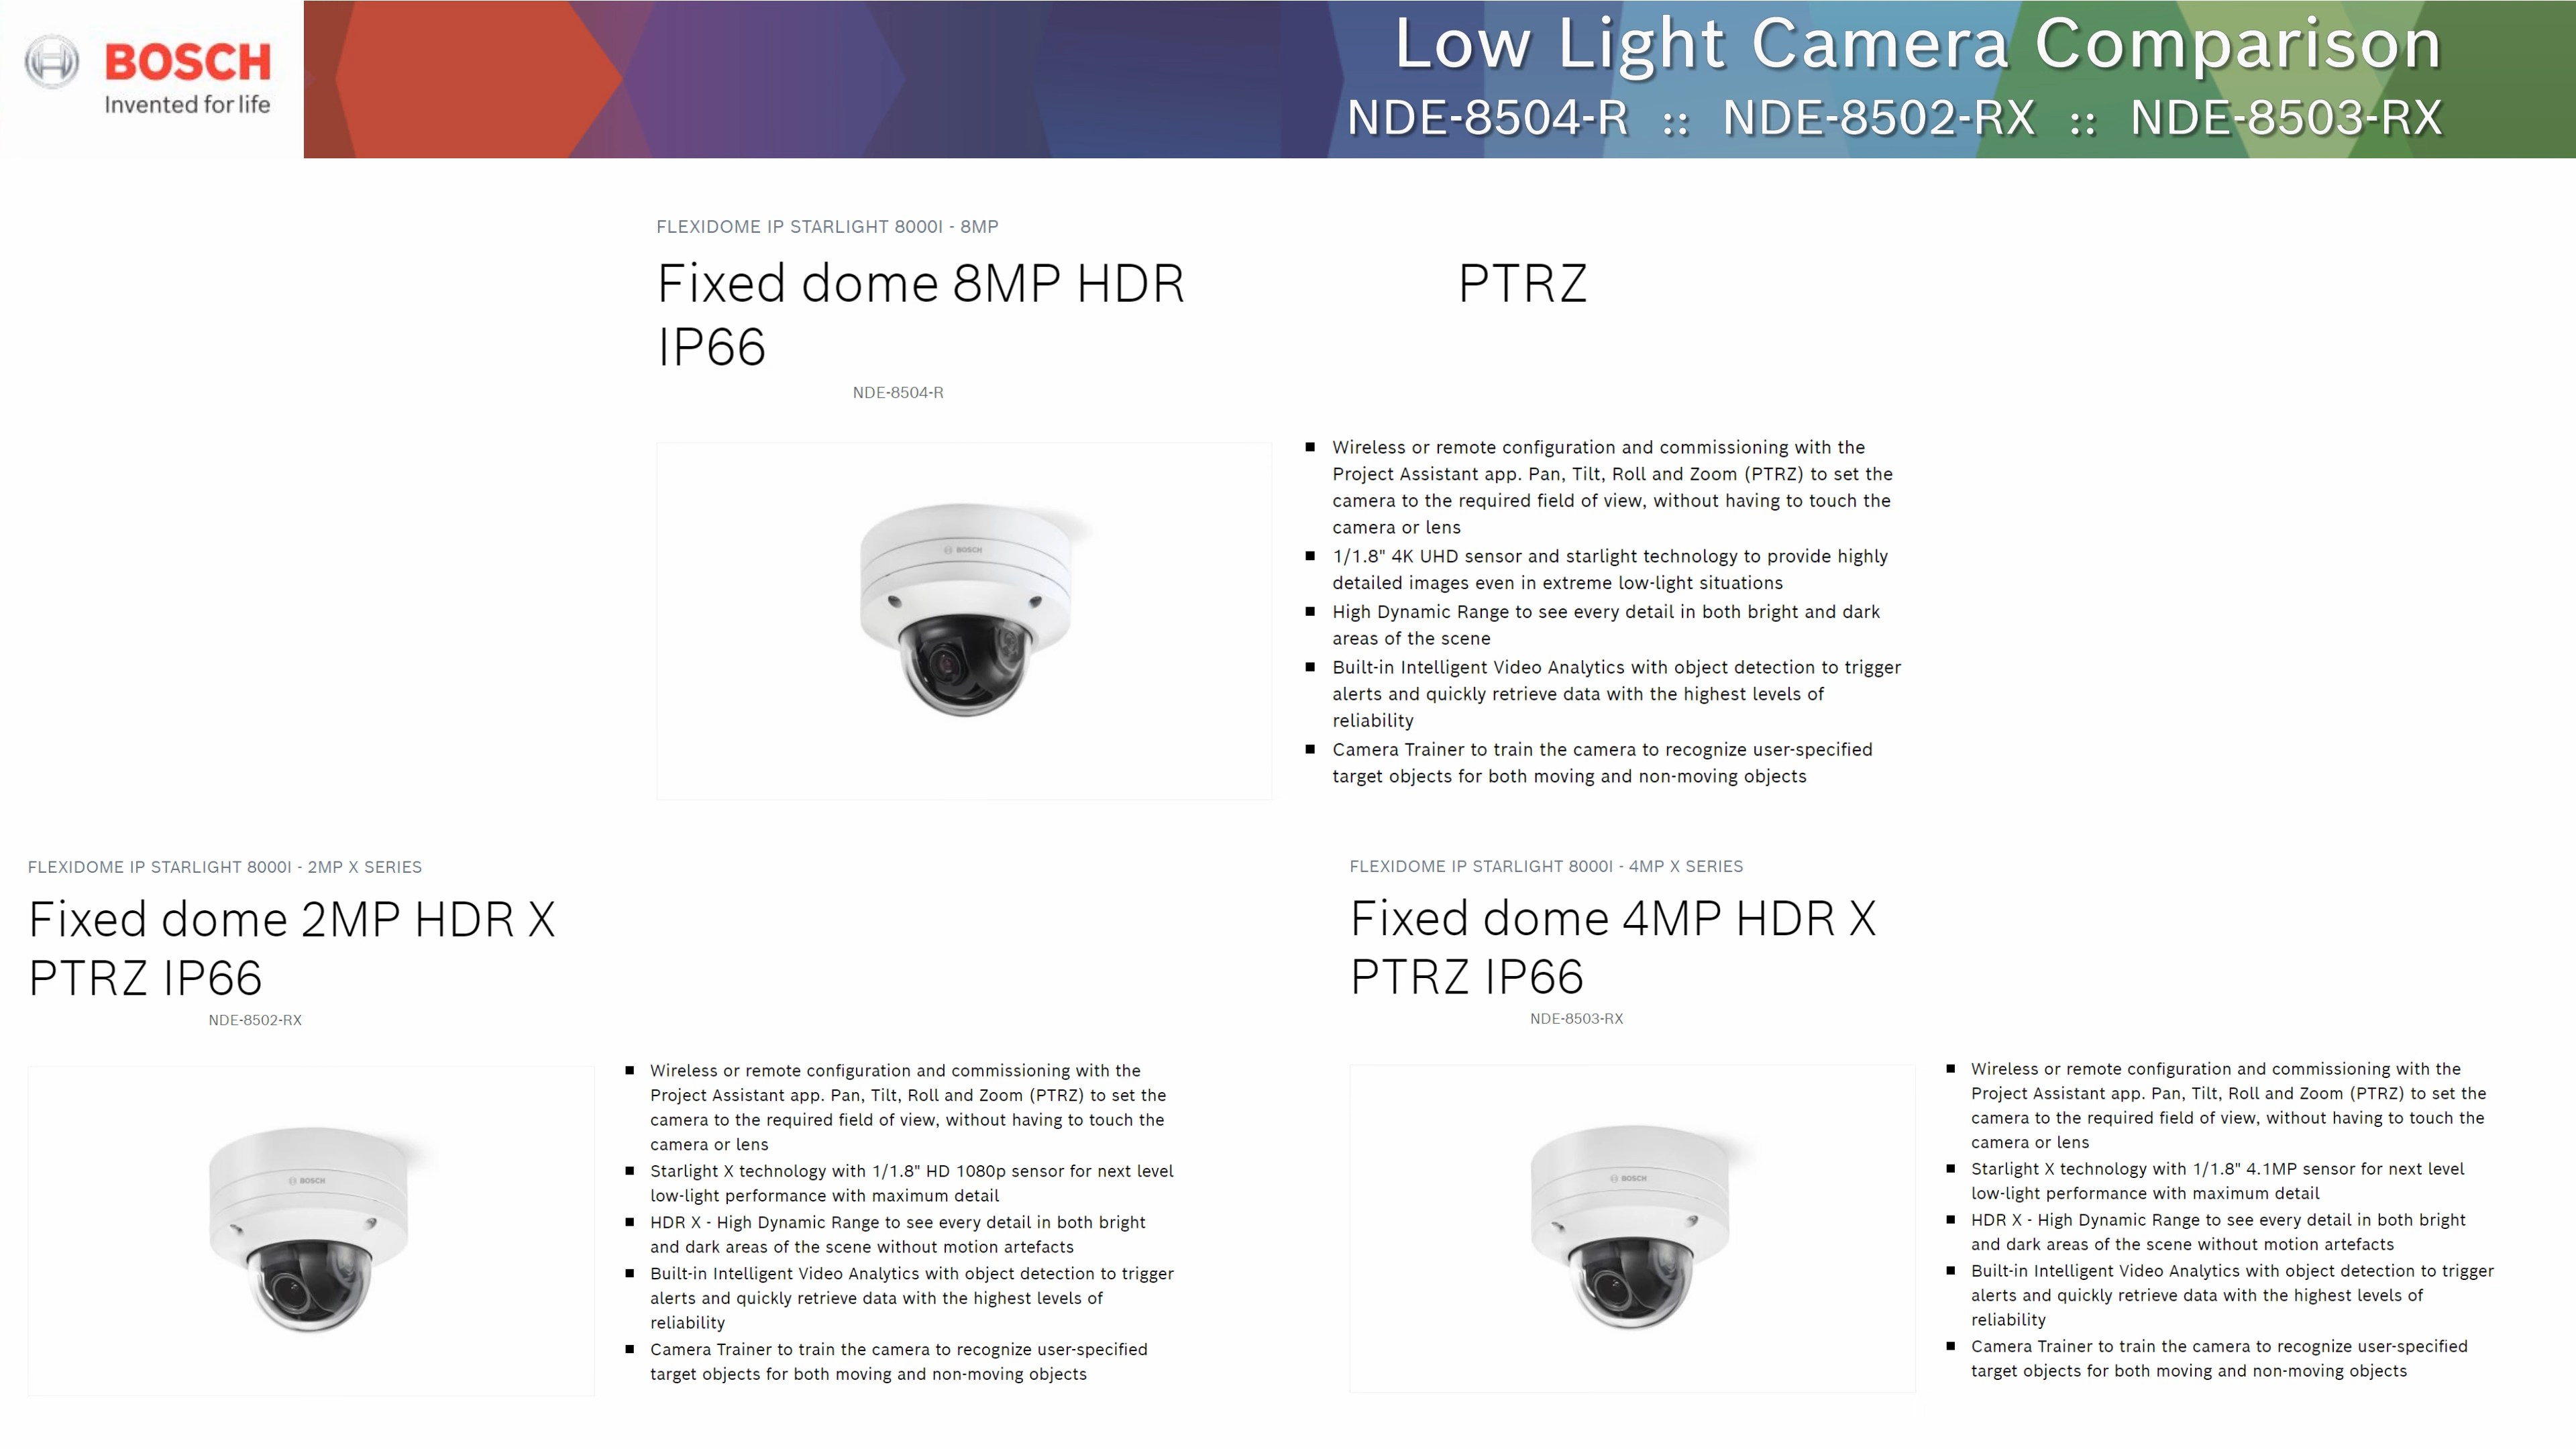 BOSCH
Invented for life
Low Light Camera Comparison
NDE-8504-R :: NDE-8502-RX :: NDE-8503-RX
FLEXIDOME IP STARLIGHT 8000I - 8MP
Fixed dome 8MP HDR PTRZ
IP66
NDE-8504-R
BOSCH
■ Wireless or remote configuration and commissioning with the
Project Assistant app. Pan, Tilt, Roll and Zoom (PTRZ) to set the
camera to the required field of view, without having to touch the
camera or lens
■ 1/1.8" 4K UHD sensor and starlight technology to provide highly
detailed images even in extreme low-light situations
■ High Dynamic Range to see every detail in both bright and dark
areas of the scene
■ Built-in Intelligent Video Analytics with object detection to trigger
alerts and quickly retrieve data with the highest levels of
reliability
■ Camera Trainer to train the camera to recognize user-specified
target objects for both moving and non-moving objects
FLEXIDOME IP STARLIGHT 8000I - 2MP X SERIES
Fixed dome 2MP HDR X
PTRZ IP66
NDE-8502-RX
BOSCH
■ Wireless or remote configuration and commissioning with the
Project Assistant app. Pan, Tilt, Roll and Zoom (PTRZ) to set the
camera to the required field of view, without having to touch the
camera or lens
■ Starlight X technology with 1/1.8" HD 1080p sensor for next level
low-light performance with maximum detail
■ HDR X - High Dynamic Range to see every detail in both bright
and dark areas of the scene without motion artefacts
■ Built-in Intelligent Video Analytics with object detection to trigger
alerts and quickly retrieve data with the highest levels of
reliability
■ Camera Trainer to train the camera to recognize user-specified
target objects for both moving and non-moving objects
FLEXIDOME IP STARLIGHT 8000I - 4MP X SERIES
Fixed dome 4MP HDR X
PTRZ IP66
NDE-8503-RX
BOSCH
■ Wireless or remote configuration and commissioning with the
Project Assistant app. Pan, Tilt, Roll and Zoom (PTRZ) to set the
camera to the required field of view, without having to touch the
camera or lens
■ Starlight X technology with 1/1.8" 4.1MP sensor for next level
low-light performance with maximum detail
■ HDR X - High Dynamic Range to see every detail in both bright
and dark areas of the scene without motion artefacts
■ Built-in Intelligent Video Analytics with object detection to trigger
alerts and quickly retrieve data with the highest levels of
reliability
■ Camera Trainer to train the camera to recognize user-specified
target objects for both moving and non-moving objects